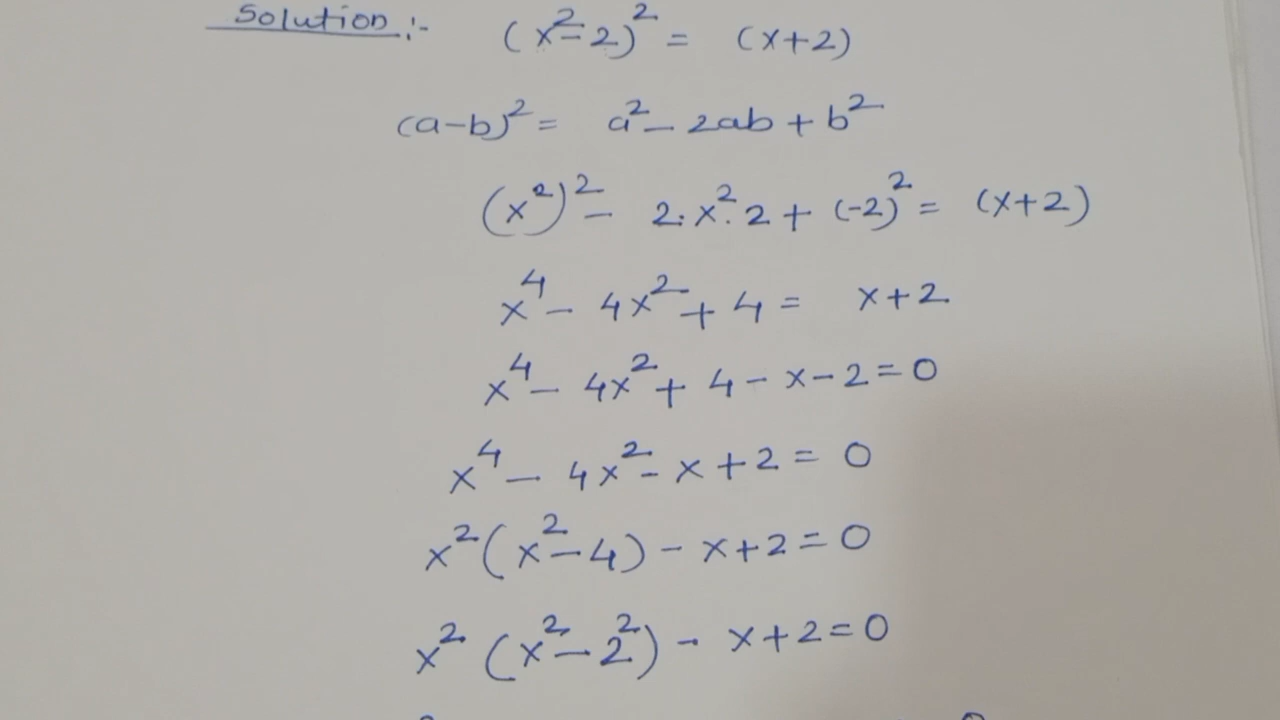 Solution :-
(x²-2)² = (x+2)
(a-b)² = a² - 2ab + b²
(x²)² - 2.x².2 + (-2)² = (x+2)
x⁴ - 4x² + 4 = x+2
x⁴ - 4x² + 4 - x - 2 = 0
x⁴ - 4x² - x + 2 = 0
x² (x² - 4) - x + 2 = 0
x² (x² - 2²) - x + 2 = 0